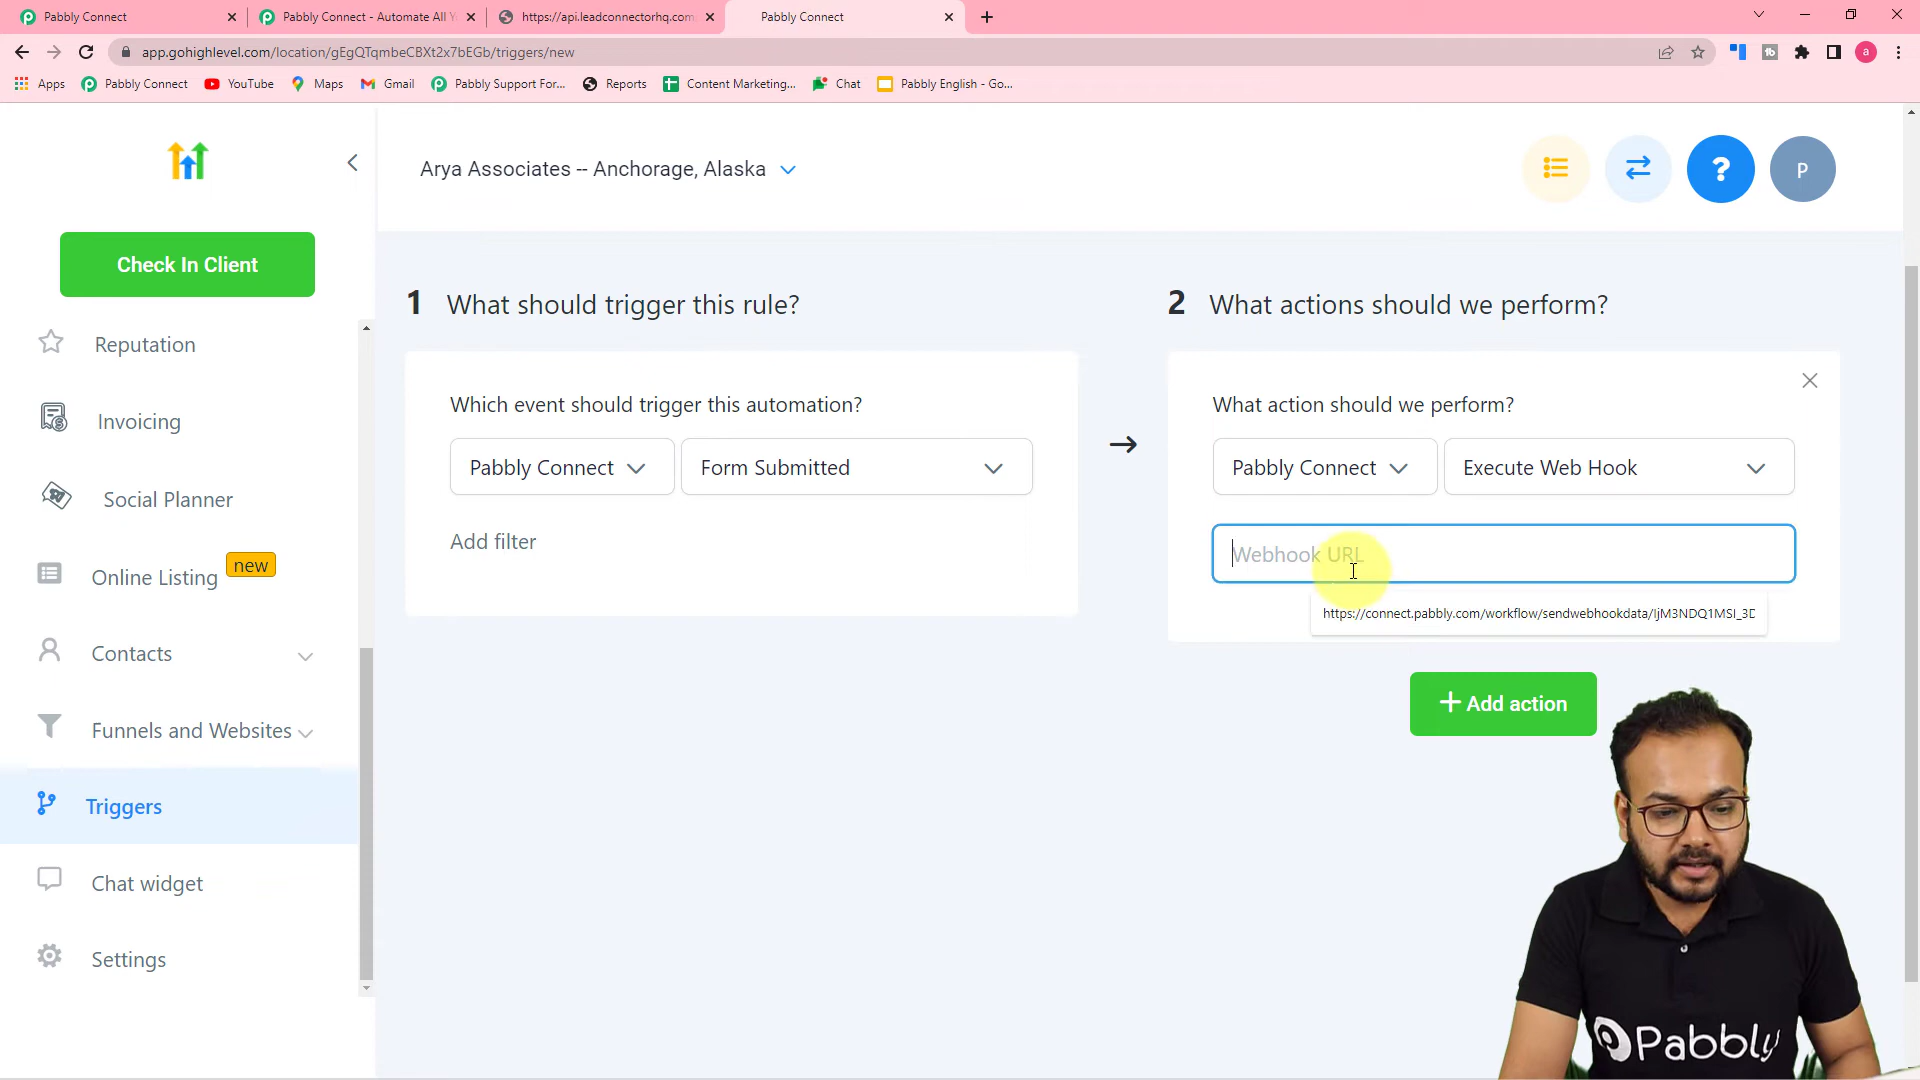 Pabbly Connect
Pabbly Connect - Automate All Y
https://api.leadconnectorhq.com
Pabbly Connect
app.gohighlevel.com/location/gEgQTqmbeCBXt2x7bEGb/triggers/new
a
Apps
Pabbly Connect
YouTube
Maps
Gmail
Pabbly Support For...
Reports
Content Marketing...
Chat
Pabbly English - Go...
Arya Associates -- Anchorage, Alaska
?
P
Check In Client
Reputation
Invoicing
Social Planner
Online Listing
new
Contacts
Funnels and Websites
Triggers
Chat widget
Settings
1 What should trigger this rule?
Which event should trigger this automation?
Pabbly Connect
Form Submitted
Add filter
2 What actions should we perform?
What action should we perform?
Pabbly Connect
Execute Web Hook
Webhook URL
https://connect.pabbly.com/workflow/sendwebhookdata/IjM3NDQ1MSI_3D
+ Add action
Pabbly